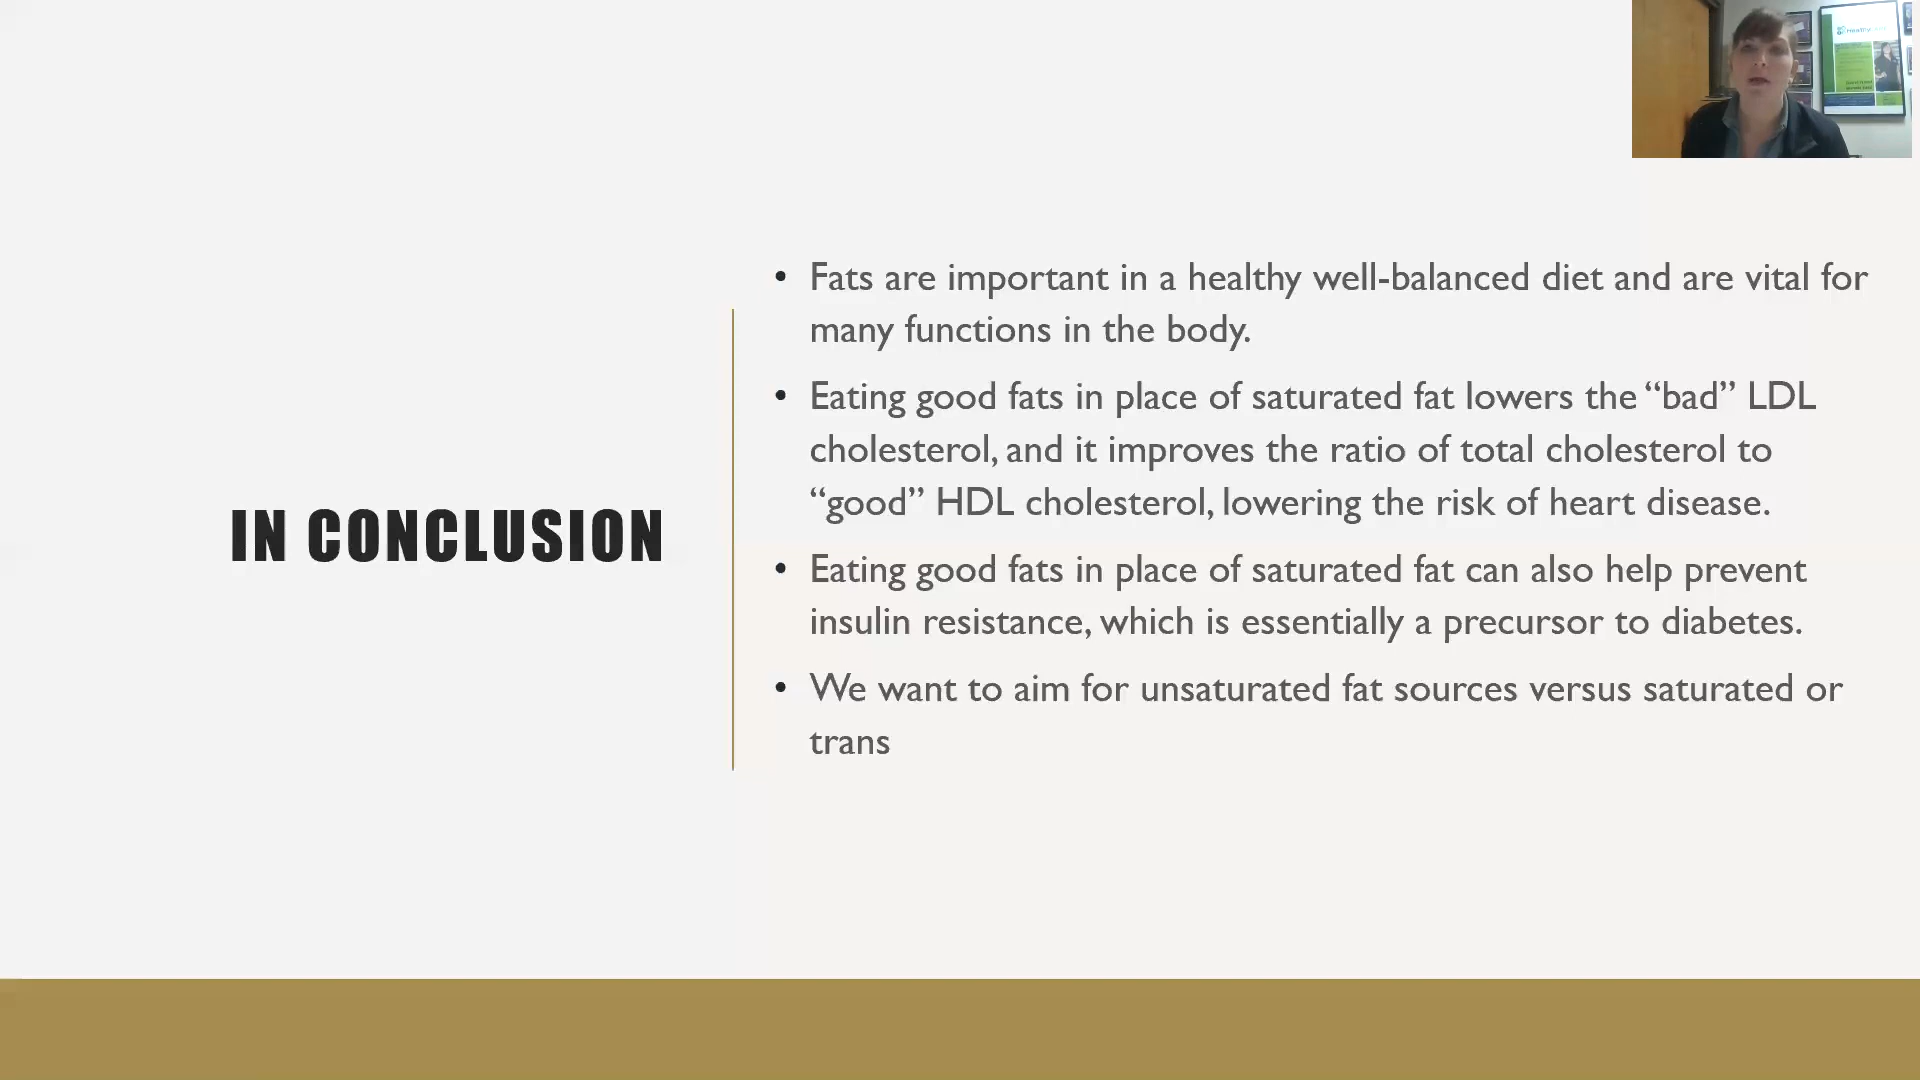 IN CONCLUSION
• Fats are important in a healthy well-balanced diet and are vital for
many functions in the body.
• Eating good fats in place of saturated fat lowers the “bad” LDL
cholesterol, and it improves the ratio of total cholesterol to
“good” HDL cholesterol, lowering the risk of heart disease.
• Eating good fats in place of saturated fat can also help prevent
insulin resistance, which is essentially a precursor to diabetes.
• We want to aim for unsaturated fat sources versus saturated or
trans